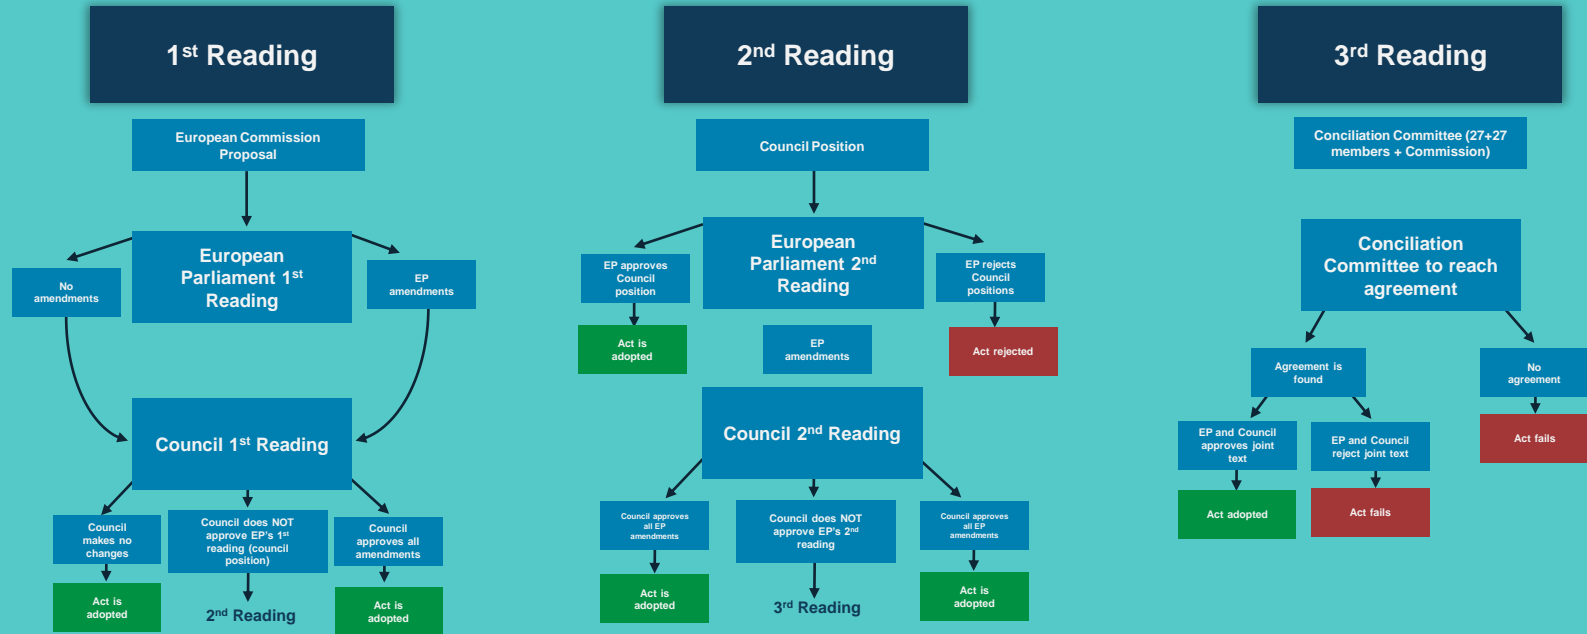 1st Reading
European Commission
Proposal
European
Parliament 1st
Reading
No
amendments
EP
amendments
Council 1st Reading
Council
makes no
changes
Council does NOT
approve EP's 1st
reading (council
position)
Council
approves all
amendments
Act is
adopted
2nd Reading
Act is
adopted
2nd Reading
Council Position
European
Parliament 2nd
Reading
EP approves
Council
position
EP rejects
Council
positions
Act is
adopted
EP
amendments
Act rejected
Council 2nd Reading
Council approves
all EP
amendments
Council does NOT
approve EP's 2nd
reading
Council approves
all EP
amendments
Act is
adopted
3rd Reading
Act is
adopted
3rd Reading
Conciliation Committee (27+27
members + Commission)
Conciliation
Committee to reach
agreement
Agreement is
found
No
agreement
EP and Council
approves joint
text
EP and Council
reject joint text
Act fails
Act adopted
Act fails